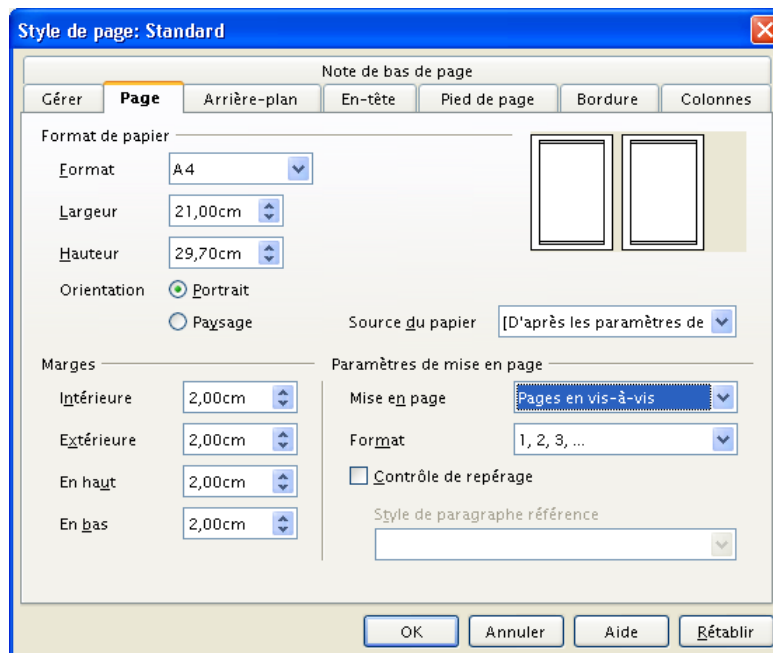 Style de page: Standard
Note de bas de page
Gérer Page Arrière-plan En-tête Pied de page Bordure Colonnes
Format de papier
Format A4
Largeur 21,00cm
Hauteur 29,70cm
Orientation Portrait
Paysage Source du papier [D'après les paramètres de
Marges Paramètres de mise en page
Intérieure 2,00cm Mise en page Pages en vis-à-vis
Extérieure 2,00cm Format 1, 2, 3, ...
En haut 2,00cm Contrôle de repérage
Style de paragraphe référence
En bas 2,00cm
OK Annuler Aide Rétablir